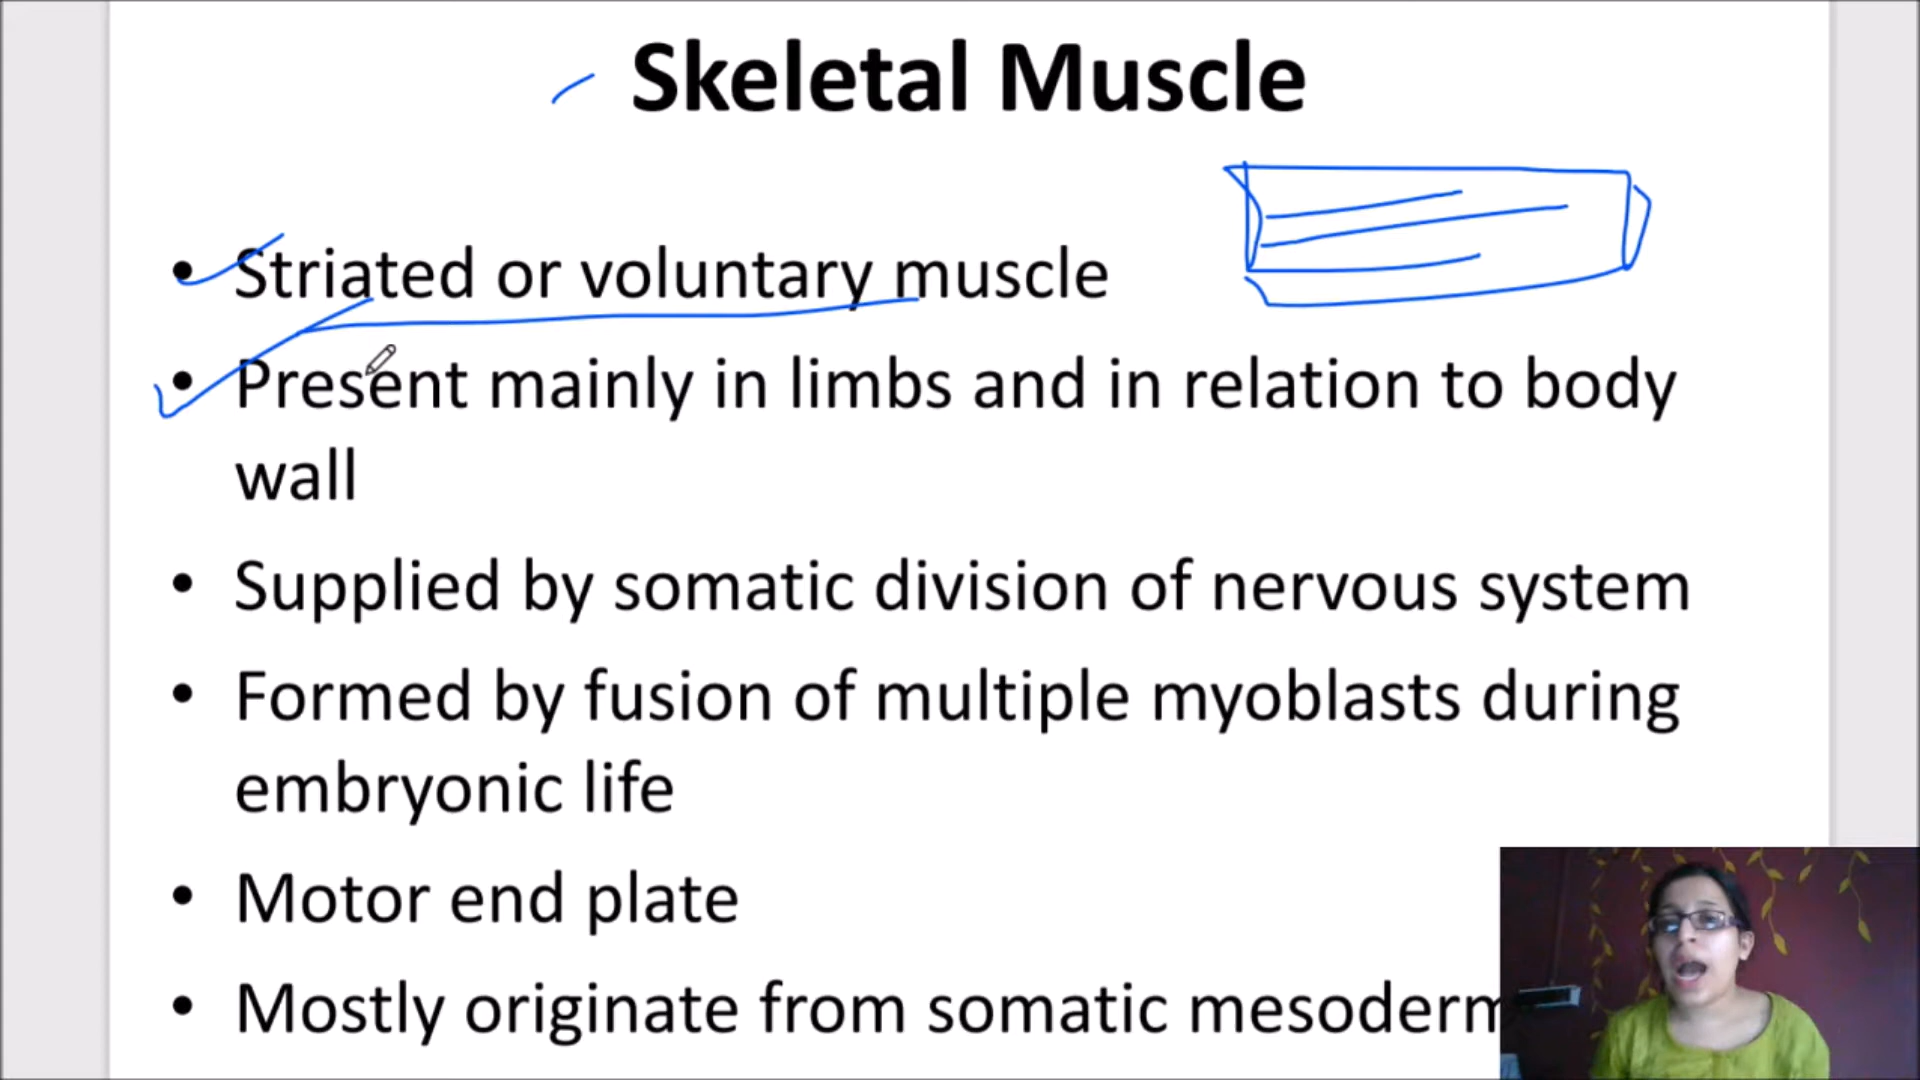 Skeletal Muscle
• Striated or voluntary muscle
• Present mainly in limbs and in relation to body
wall
• Supplied by somatic division of nervous system
• Formed by fusion of multiple myoblasts during
embryonic life
• Motor end plate
• Mostly originate from somatic mesoderm